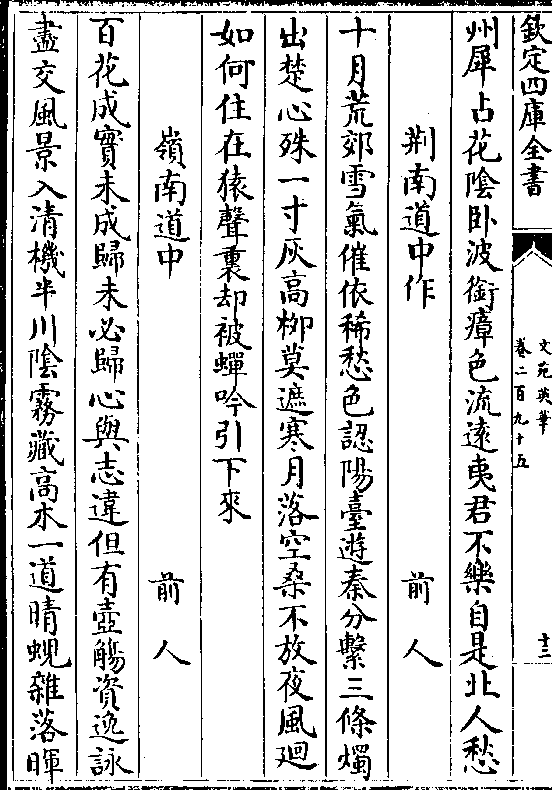 欽定四庫全書
文苑英華
卷二百九十五
十三
州犀占花陰卧波銜瘴色流遠夷君不樂自是北人愁
荆南道中作
前人
十月荒郊雪氣催依稀愁色認陽臺遊秦分繫三條燭
出楚心殊一寸灰高柳莫遮寒月落空桑不放夜風廻
如何住在猿聲裏却被蟬吟引下來
嶺南道中
前人
百花成實未成歸未必歸心與志違但有壺觴資逸詠
盡交風景入清機半川陰霧藏高木一道晴蜺雜落暉